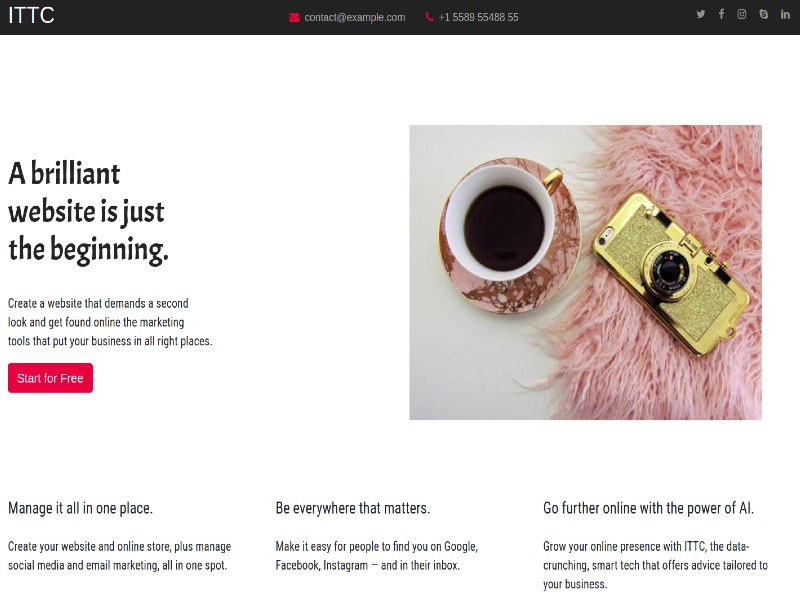 ITTC
contact@example.com
+1 5589 55488 55
A brilliant
website is just
the beginning.
Create a website that demands a second
look and get found online the marketing
tools that put your business in all right places.
Start for Free
Manage it all in one place.
Create your website and online store, plus manage
social media and email marketing, all in one spot.
Be everywhere that matters.
Make it easy for people to find you on Google,
Facebook, Instagram — and in their inbox.
Go further online with the power of AI.
Grow your online presence with ITTC, the data-
crunching, smart tech that offers advice tailored to
your business.